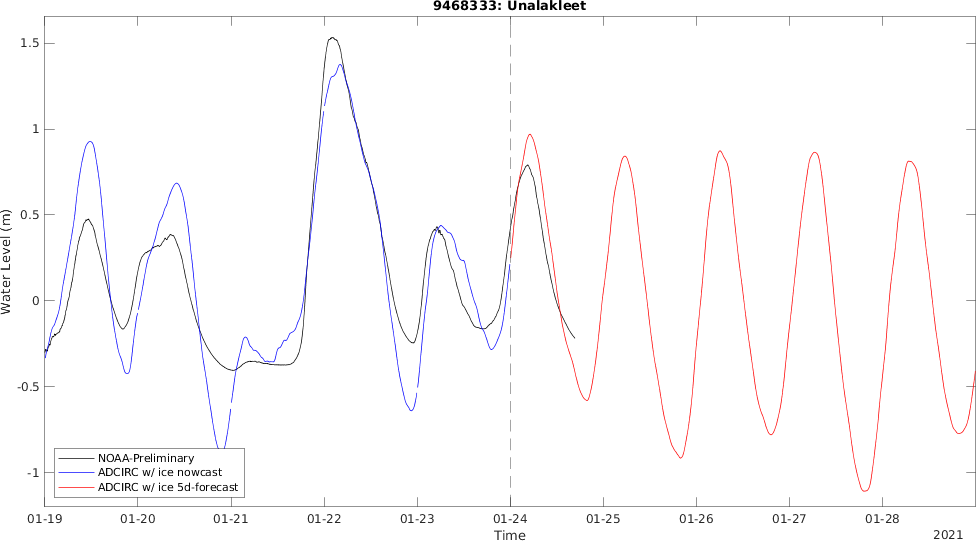 9468333: Unalakleet
Water Level (m)
1.5
1
0.5
0
-0.5
-1
NOAA-Preliminary
ADCIRC w/ ice nowcast
ADCIRC w/ ice 5d-forecast
01-19 01-20 01-21 01-22 01-23 01-24 01-25 01-26 01-27 01-28
Time
2021